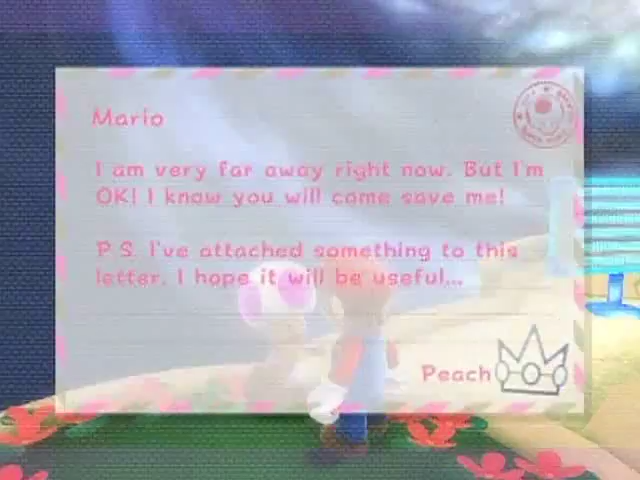 Mario
I am very far away right now. But I'm
OK! I know you will come save me!
P.S. I've attached something to this
letter. I hope it will be useful...
Peach